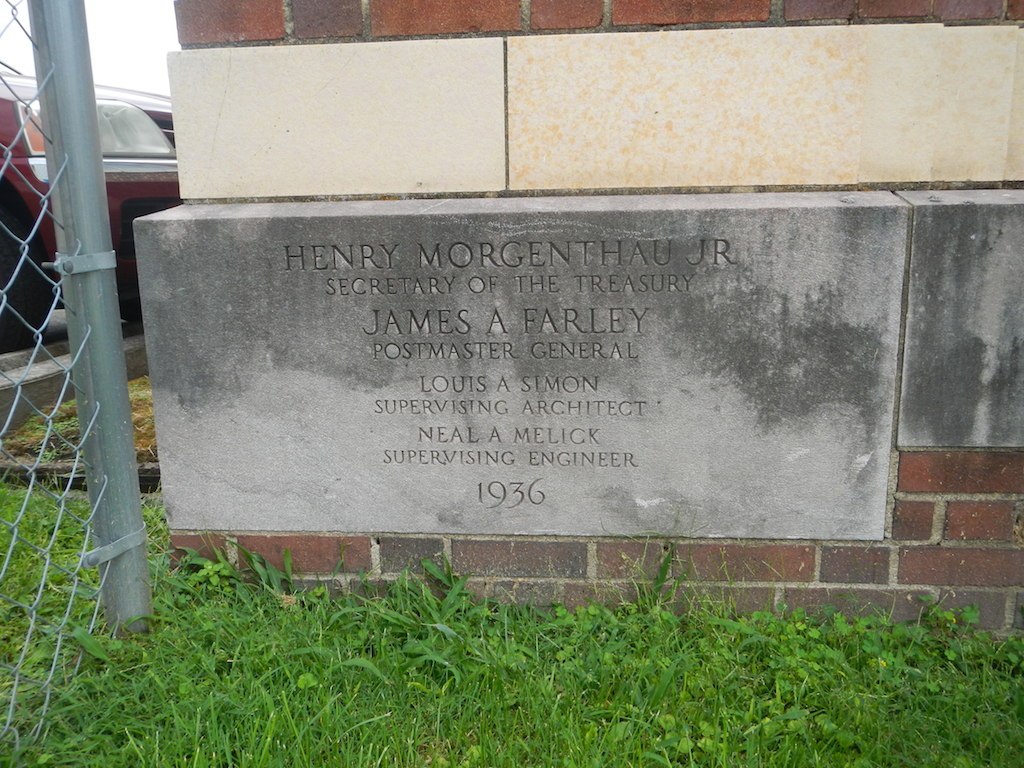 HENRY MORGENTHAU JR
SECRETARY OF THE TREASURY
JAMES A FARLEY
POSTMASTER GENERAL
LOUIS A SIMON
SUPERVISING ARCHITECT
NEAL A MELICK
SUPERVISING ENGINEER
1936